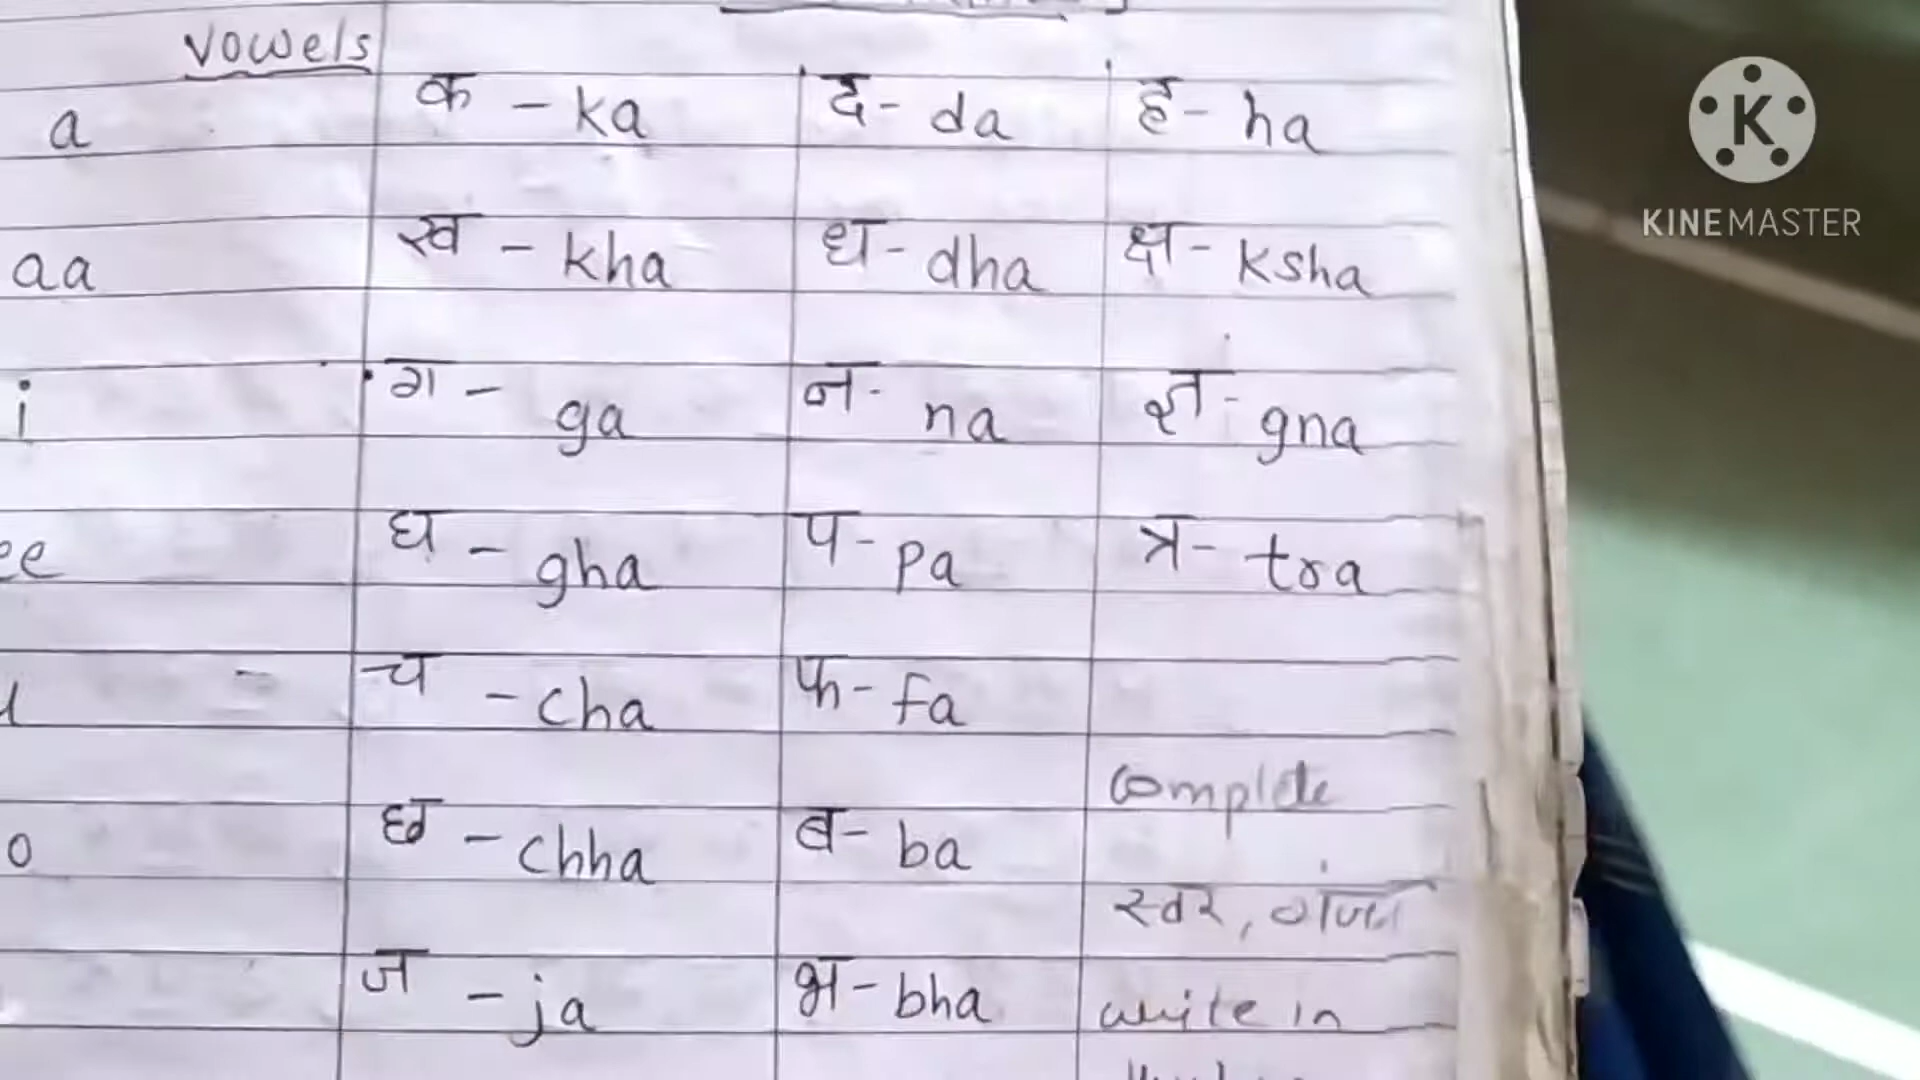 vowels
a क - ka द - da ह - ha
aa ख - kha ध - dha क्ष - ksha
i ग - ga न - na ज्ञ - gna
ee घ - gha प - pa त्र - tra
u च - cha फ - fa
complete
o छ - chha ब - ba
स्वर,
ज - ja भ - bha write in
KINEMASTER